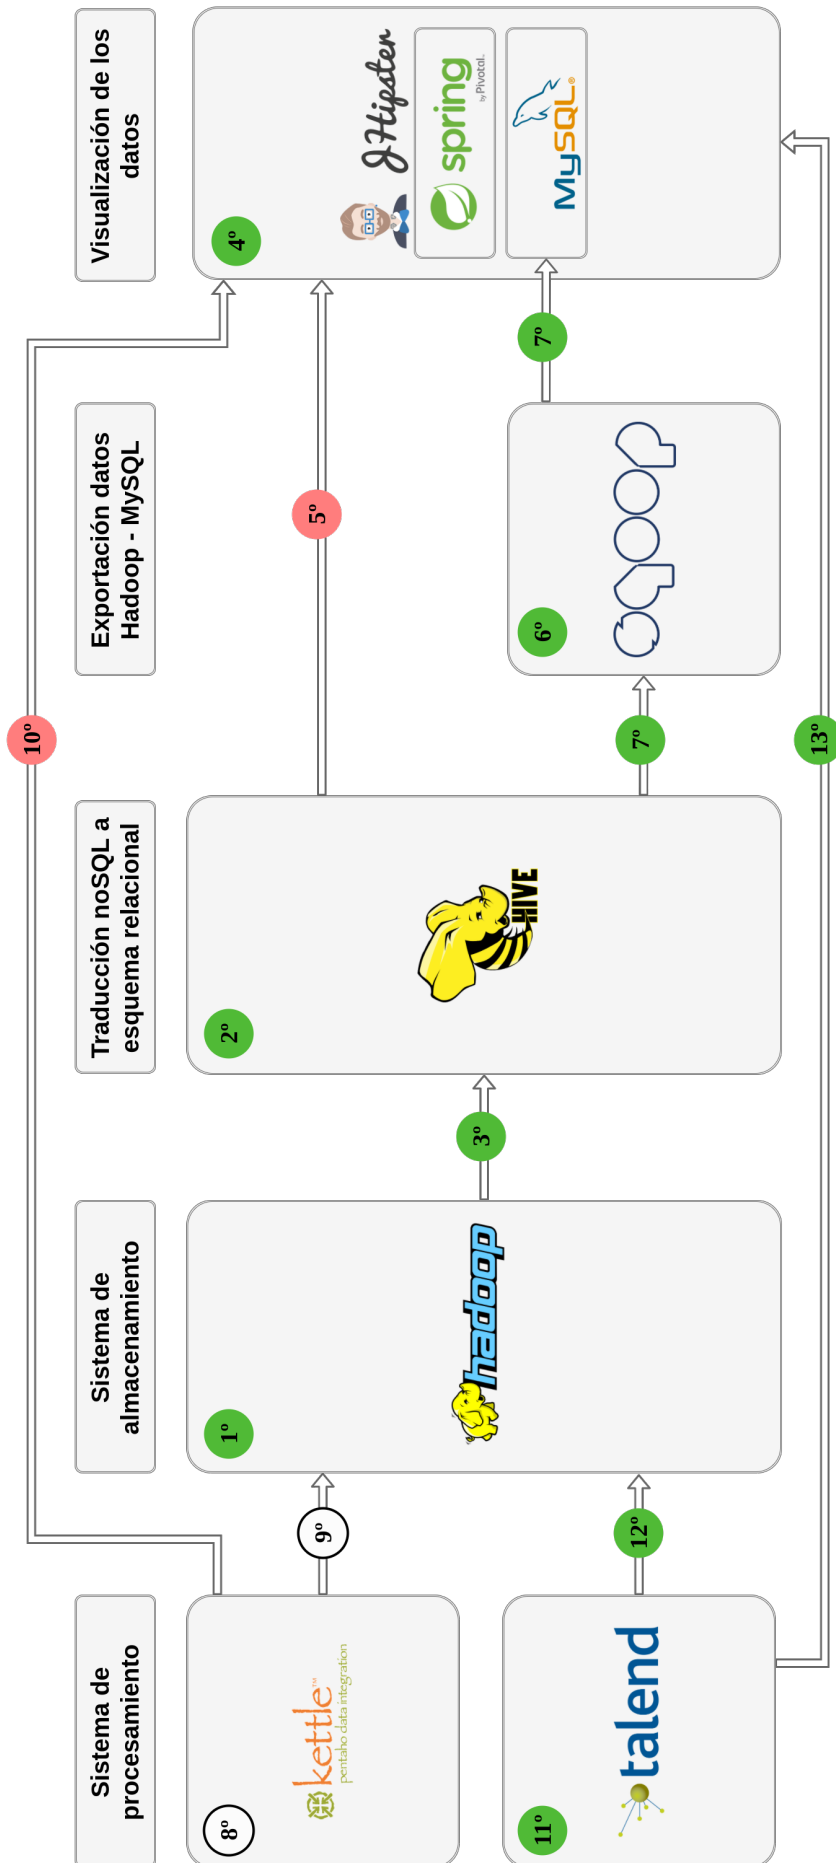 Sistema de
procesamiento
Sistema de
almacenamiento
Traducción noSQL a
esquema relacional
Exportación datos
Hadoop - MySQL
Visualización de los
datos
10º
8º
kettle™
pentaho data integration
9º
11º
talend
12º
13º
1º
hadoop
3º
2º
HIVE
5º
7º
6º
sqoop
7º
4º
JHipster
spring
by Pivotal.
MySQL®